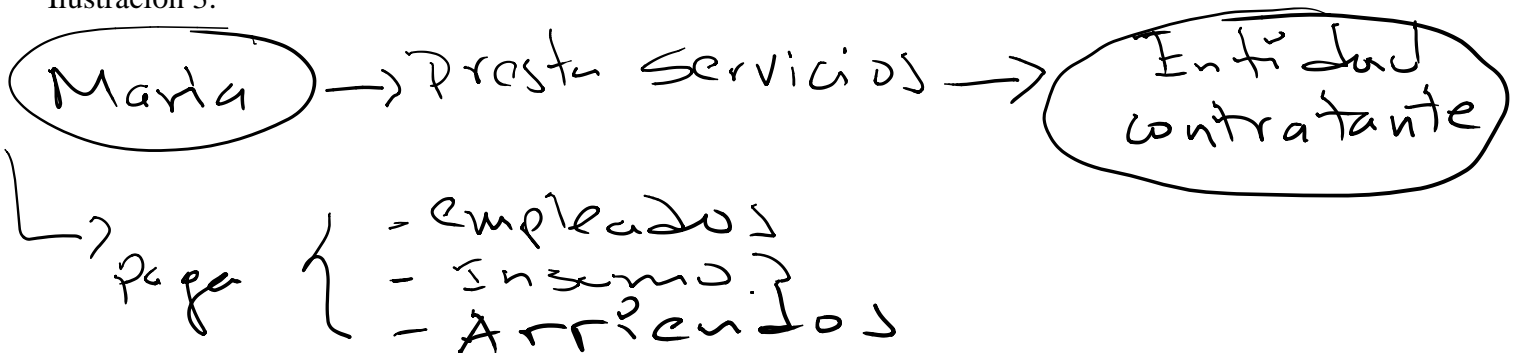 Ilustración 3.
Maria → Presta Servicios → Entidad contratante
→ paga { - empleados
- Insumos
- Arriendos